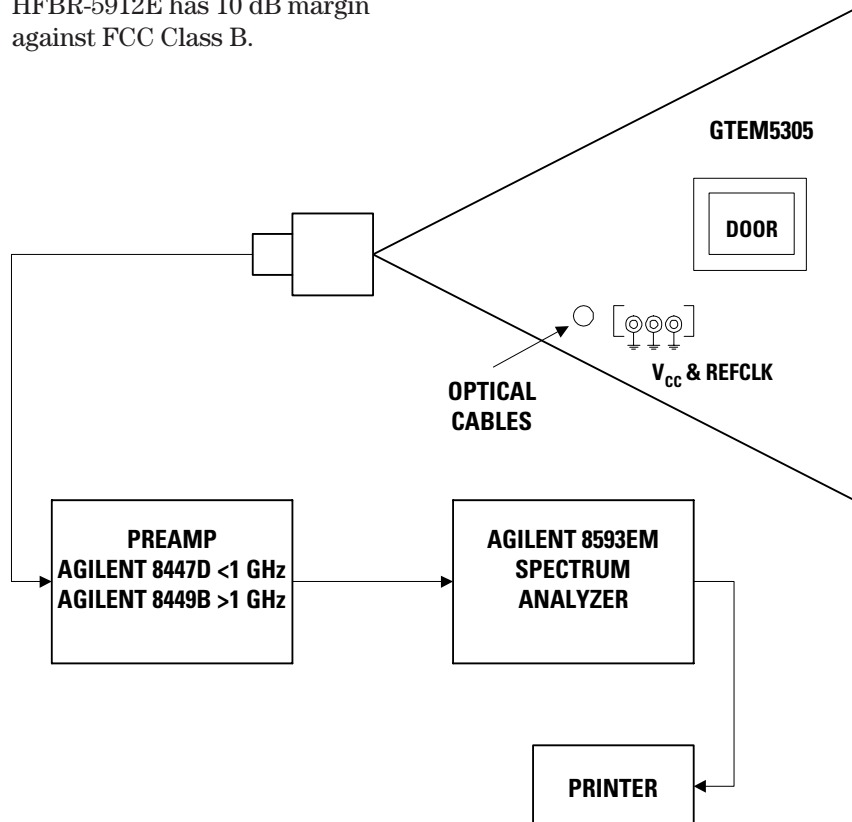 HFBR-5912E has 10 dB margin
against FCC Class B.
GTEM5305
DOOR
OPTICAL
CABLES
VCC & REFCLK
PREAMP
AGILENT 8447D <1 GHz
AGILENT 8449B >1 GHz
AGILENT 8593EM
SPECTRUM
ANALYZER
PRINTER